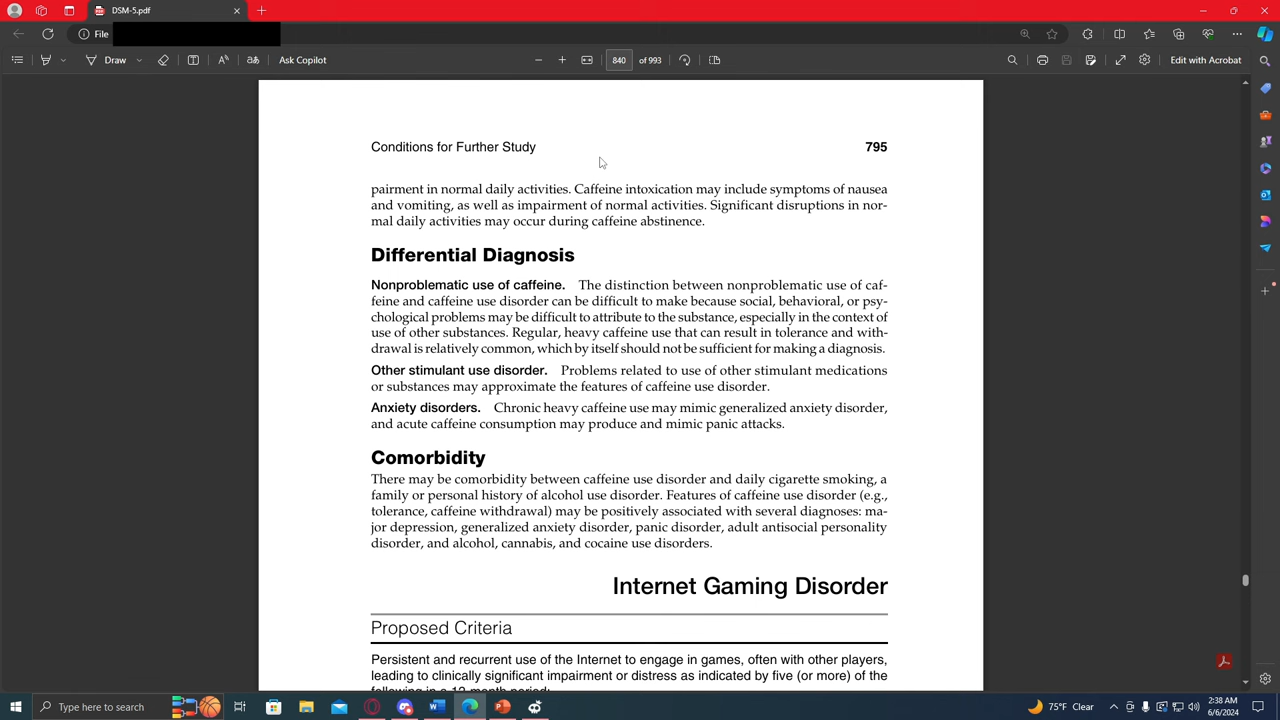 DSM-5.pdf
File
Draw
Ask Copilot
840 of 993
Edit with Acrobat
Conditions for Further Study 795
pairment in normal daily activities. Caffeine intoxication may include symptoms of nausea
and vomiting, as well as impairment of normal activities. Significant disruptions in nor-
mal daily activities may occur during caffeine abstinence.
Differential Diagnosis
Nonproblematic use of caffeine. The distinction between nonproblematic use of caf-
feine and caffeine use disorder can be difficult to make because social, behavioral, or psy-
chological problems may be difficult to attribute to the substance, especially in the context of
use of other substances. Regular, heavy caffeine use that can result in tolerance and with-
drawal is relatively common, which by itself should not be sufficient for making a diagnosis.
Other stimulant use disorder. Problems related to use of other stimulant medications
or substances may approximate the features of caffeine use disorder.
Anxiety disorders. Chronic heavy caffeine use may mimic generalized anxiety disorder,
and acute caffeine consumption may produce and mimic panic attacks.
Comorbidity
There may be comorbidity between caffeine use disorder and daily cigarette smoking, a
family or personal history of alcohol use disorder. Features of caffeine use disorder (e.g.,
tolerance, caffeine withdrawal) may be positively associated with several diagnoses: ma-
jor depression, generalized anxiety disorder, panic disorder, adult antisocial personality
disorder, and alcohol, cannabis, and cocaine use disorders.
Internet Gaming Disorder
Proposed Criteria
Persistent and recurrent use of the Internet to engage in games, often with other players,
leading to clinically significant impairment or distress as indicated by five (or more) of the
following in a 12-month period:
Type here to search
75°F Clear
2:38 AM
6/6/2024